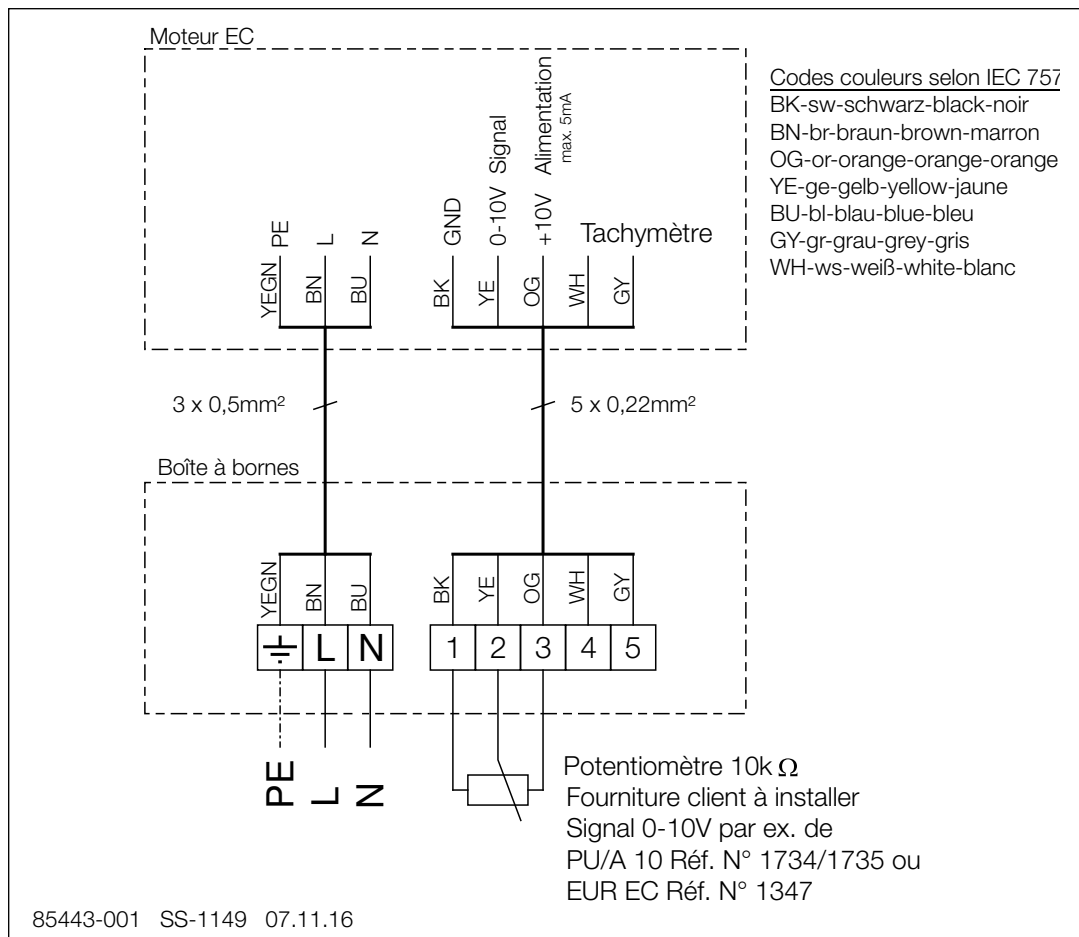 Moteur EC
Codes couleurs selon IEC 757
BK-sw-schwarz-black-noir
BN-br-braun-brown-marron
OG-or-orange-orange-orange
YE-ge-gelb-yellow-jaune
BU-bl-blau-blue-bleu
GY-gr-grau-grey-gris
WH-ws-weiß-white-blanc
PE
L
N
GND
0-10V Signal
+10V Alimentation
max. 5mA
Tachymètre
YEGN
BN
BU
BK
YE
OG
WH
GY
3 x 0,5mm²
5 x 0,22mm²
Boîte à bornes
YEGN
BN
BU
BK
YE
OG
WH
GY
L
N
1
2
3
4
5
PE
L
N
Potentiomètre 10k Ω
Fourniture client à installer
Signal 0-10V par ex. de
PU/A 10 Réf. N° 1734/1735 ou
EUR EC Réf. N° 1347
85443-001 SS-1149 07.11.16